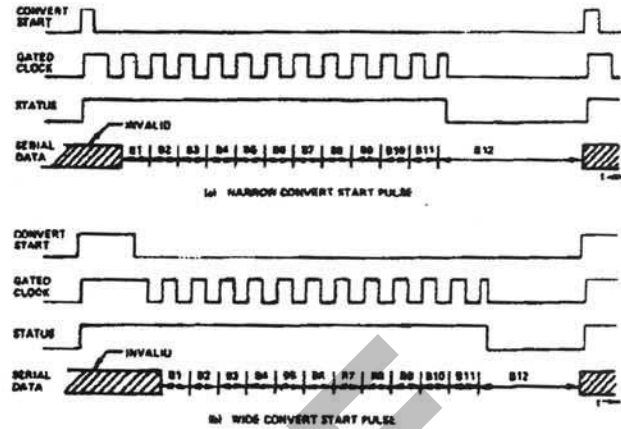 CONVERT
START
GATED
CLOCK
STATUS
INVALID
SERIAL
DATA
B1 B2 B3 B4 B5 B6 B7 B8 B9 B10 B11 B12
t
(a) NARROW CONVERT START PULSE
CONVERT
START
GATED
CLOCK
STATUS
INVALID
SERIAL
DATA
B1 B2 B3 B4 B5 B6 B7 B8 B9 B10 B11 B12
t
(b) WIDE CONVERT START PULSE